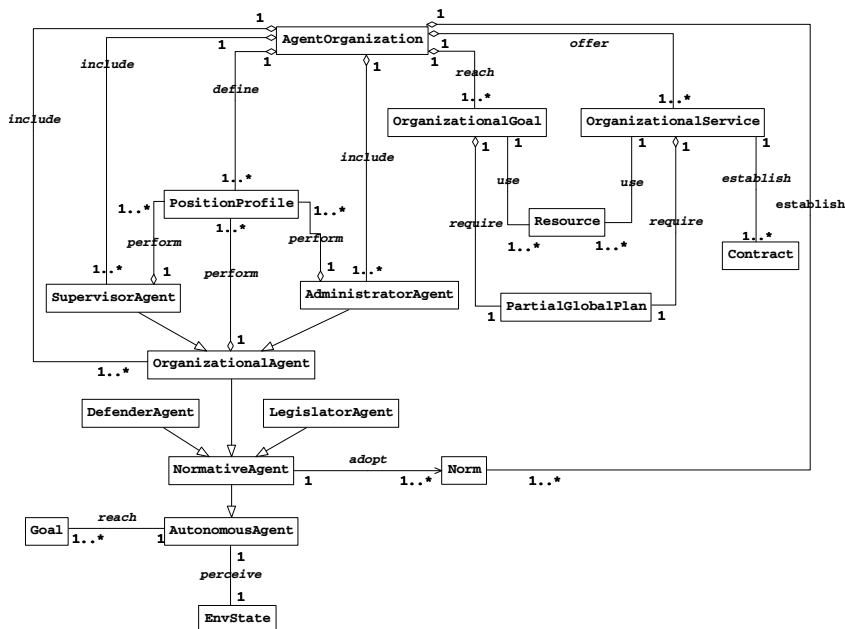 1
1
AgentOrganization
1
1
offer
include
1
1
1
reach
define
1..*
1..*
include
OrganizationalGoal
OrganizationalService
1
1
1
1
1
include
use
use
establish
1..*
PositionProfile
1..*
1..*
1..*
require
Resource
require
establish
perform
perform
1..*
1..*
1..*
perform
Contract
1..*
1
1
1..*
SupervisorAgent
AdministratorAgent
PartialGlobalPlan
1
1
1
OrganizationalAgent
1..*
DefenderAgent
LegislatorAgent
adopt
NormativeAgent
Norm
1
1..*
1..*
reach
Goal
AutonomousAgent
1..*
1
1
perceive
1
EnvState